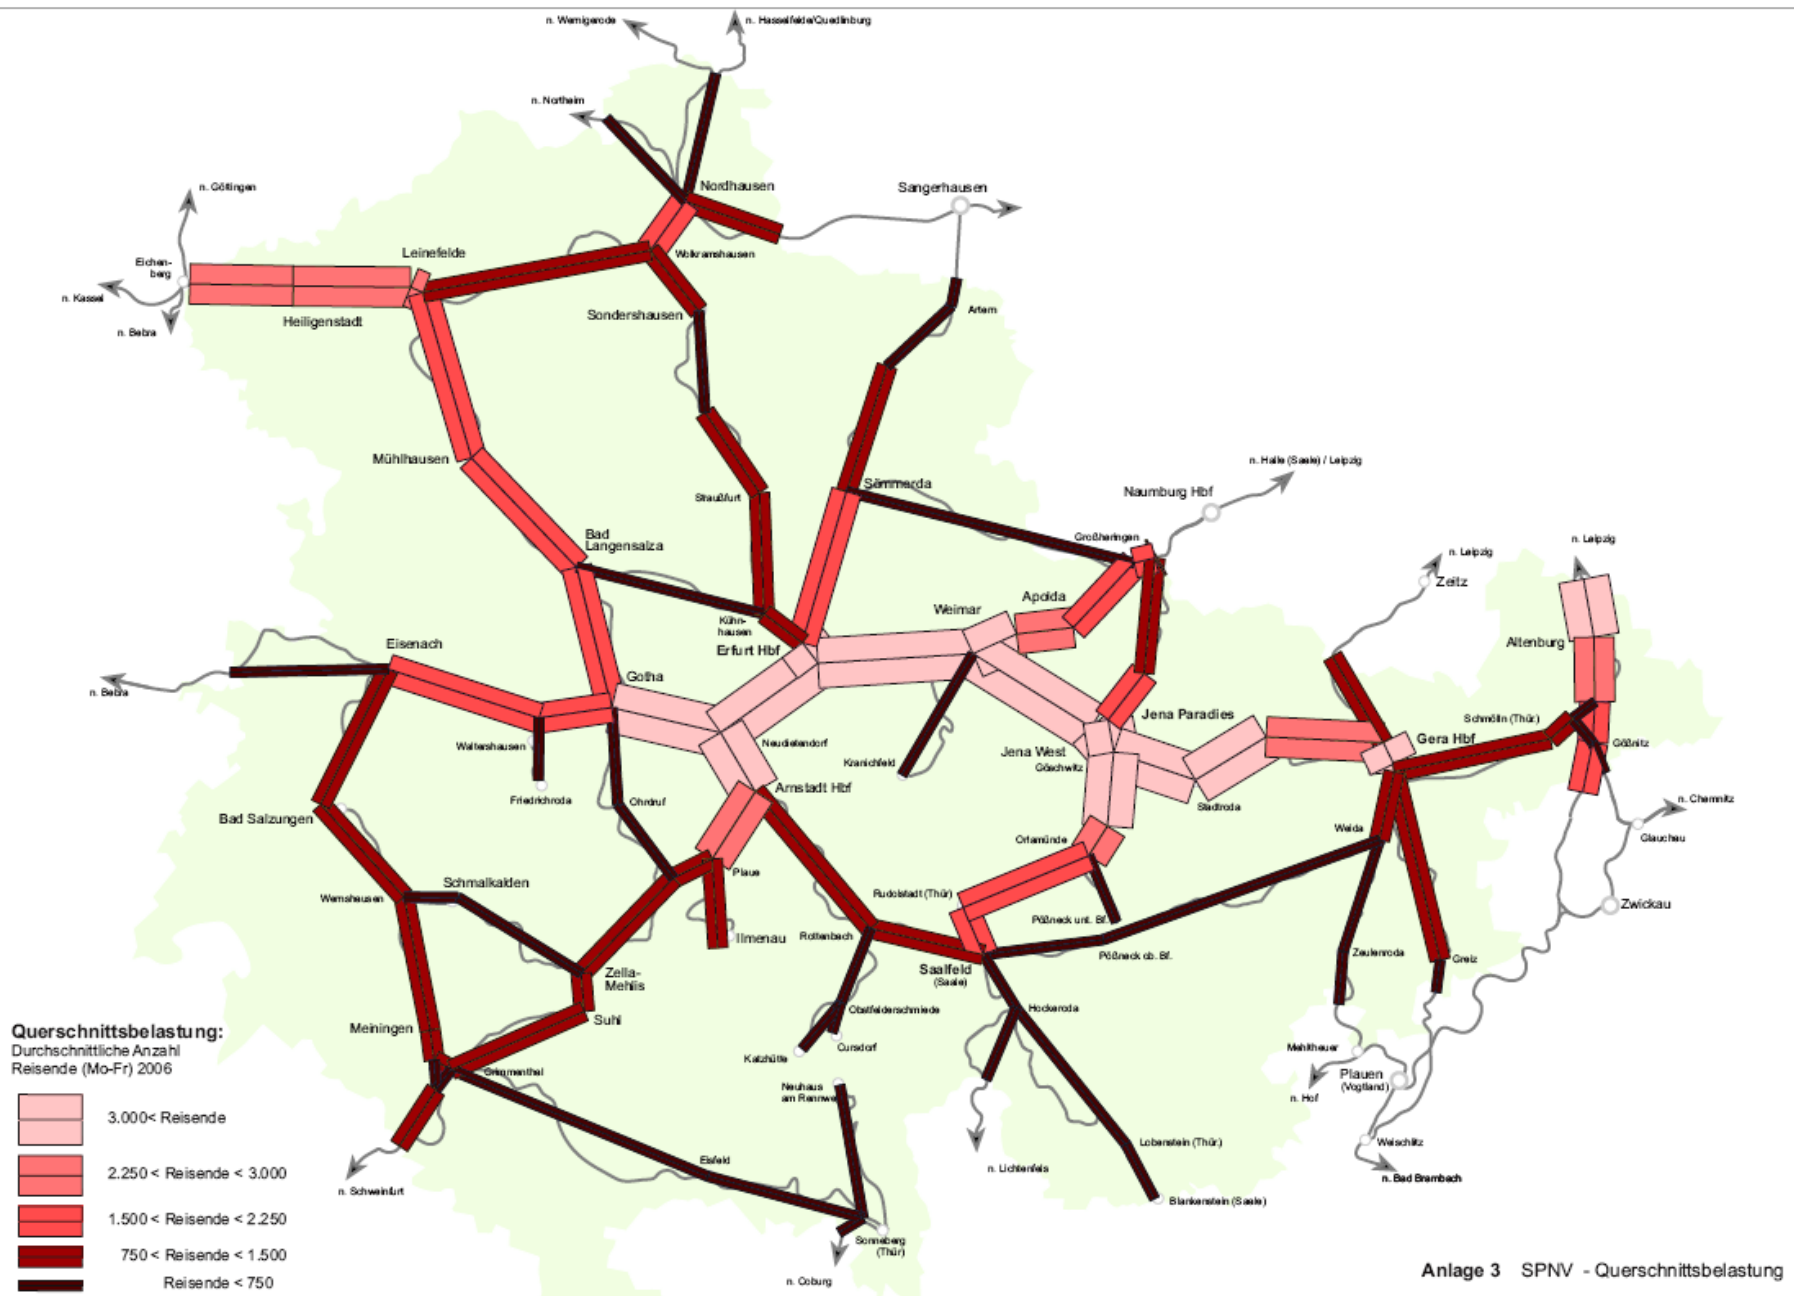 n. Wernigerode
n. Hasselfelde/Quedlinburg
n. Northeim
n. Göttingen
Nordhausen
Sangerhausen
Leinefelde
Wolkramshausen
Eichen-
berg
n. Kassel
Heiligenstadt
Sondershausen
Artern
n. Bebra
Mühlhausen
n. Halle (Saale) / Leipzig
Naumburg Hbf
Sömmerda
Straußfurt
Bad
Langensalza
Großheringen
n. Leipzig
n. Leipzig
Zeitz
Apolda
Weimar
Kühn-
hausen
Erfurt Hbf
Eisenach
Altenburg
Gotha
n. Bebra
Jena Paradies
Schmölln (Thür.)
Waltershausen
Neudietendorf
Jena West
Göschwitz
Gera Hbf
Gößnitz
Kranichfeld
Arnstadt Hbf
Friedrichroda
Ohrdruf
Stadtroda
n. Chemnitz
Bad Salzungen
Weida
Glauchau
Orlamünde
Plaue
Schmalkalden
Rudolstadt (Thür)
Wernshausen
Zwickau
Pößneck unt. Bf.
Ilmenau
Rottenbach
Pößneck ob. Bf.
Zeulenroda
Greiz
Saalfeld
(Saale)
Zella-
Mehlis
Obstfelderschmiede
Hockeroda
Suhl
Meiningen
Katzhütte
Cursdorf
Mehltheuer
Grimmenthal
Plauen
(Vogtland)
Neuhaus
am Rennwe
n. Hof
Lobenstein (Thür.)
Weischlitz
Eisfeld
n. Lichtenfels
n. Bad Brambach
n. Schweinfurt
Blankenstein (Saale)
Sonneberg
(Thür)
n. Coburg
Querschnittsbelastung:
Durchschnittliche Anzahl
Reisende (Mo-Fr) 2006
3.000< Reisende
2.250 < Reisende < 3.000
1.500 < Reisende < 2.250
750 < Reisende < 1.500
Reisende < 750
Anlage 3 SPNV - Querschnittsbelastung